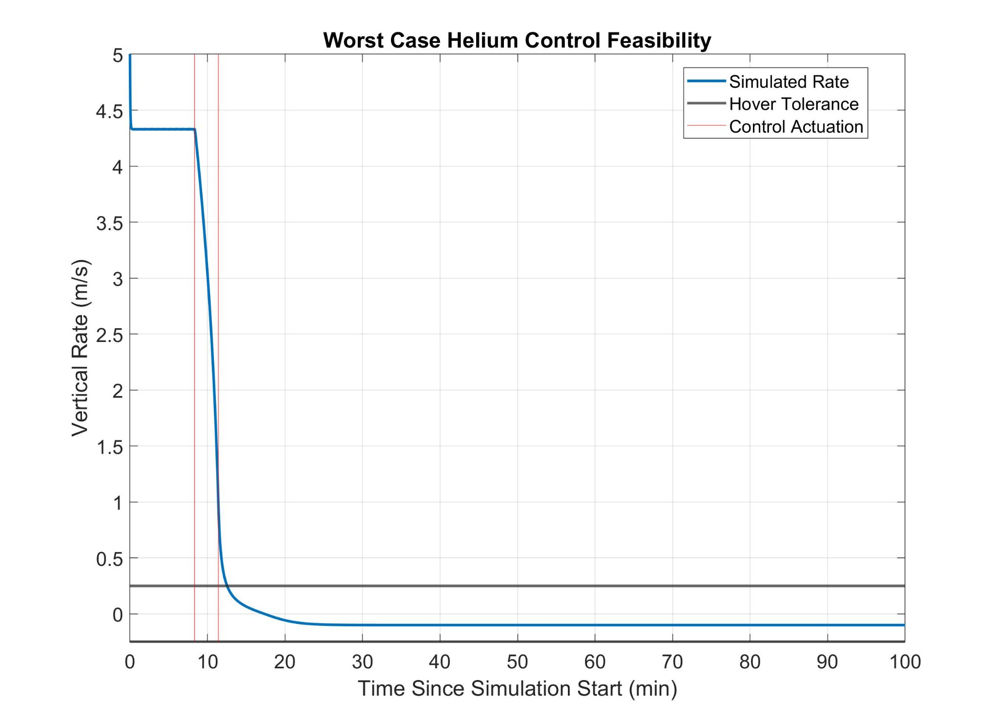 Worst Case Helium Control Feasibility
5
4.5
4
3.5
3
2.5
2
1.5
1
0.5
0
Vertical Rate (m/s)
Simulated Rate
Hover Tolerance
Control Actuation
0 10 20 30 40 50 60 70 80 90 100
Time Since Simulation Start (min)